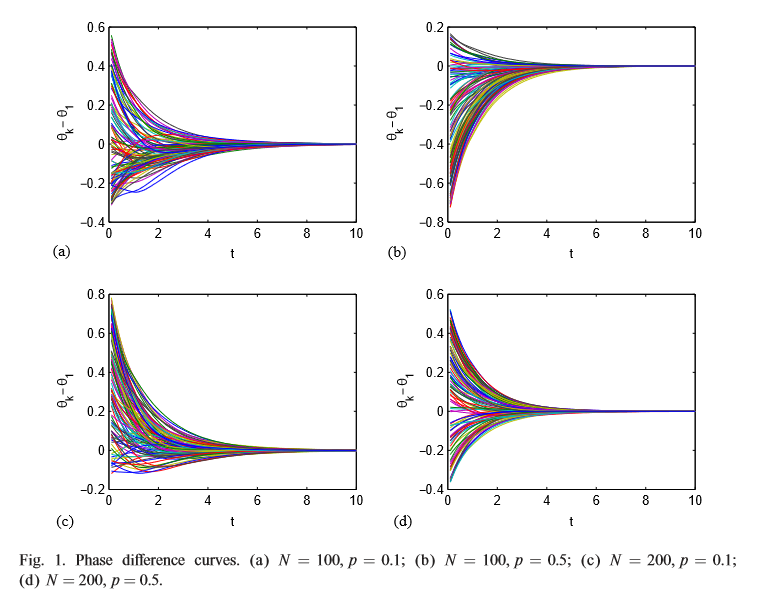 0.6
0.4
0.2
0
−0.2
−0.4
θk − θ1
0 2 4 6 8 10
t
(a)
0.2
0
−0.2
−0.4
−0.6
−0.8
θk − θ1
0 2 4 6 8 10
t
(b)
0.8
0.6
0.4
0.2
0
−0.2
θk − θ1
0 2 4 6 8 10
t
(c)
0.6
0.4
0.2
0
−0.2
−0.4
θk − θ1
0 2 4 6 8 10
t
(d)
Fig. 1. Phase difference curves. (a) N = 100, p = 0.1; (b) N = 100, p = 0.5; (c) N = 200, p = 0.1;
(d) N = 200, p = 0.5.